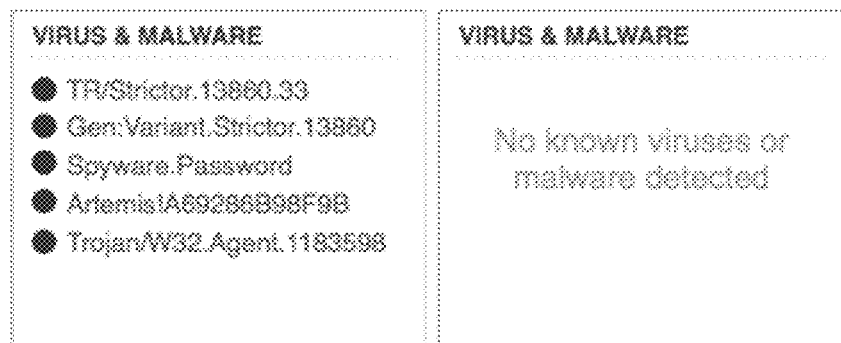 VIRUS & MALWARE
TR/Strictor.13860.33
Gen:Variant.Strictor.13860
Spyware.Password
Artemis!A69286B98F9B
Trojan/W32.Agent.1183598
VIRUS & MALWARE
No known viruses or
malware detected